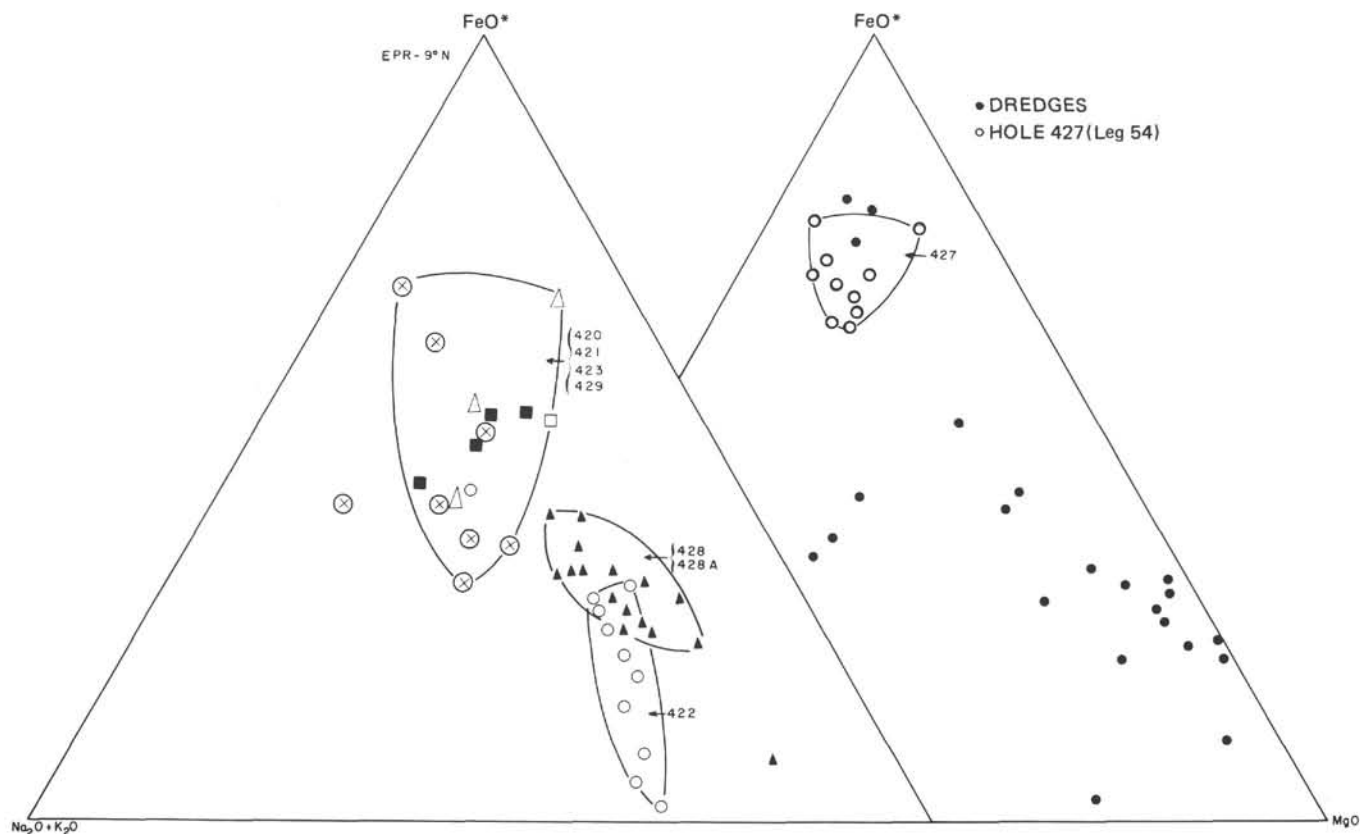 FeO*
FeO*
EPR-9°N
● DREDGES
○ HOLE 427 (Leg 54)
427
420
421
423
429
428
428A
422
Na₂O + K₂O
MgO